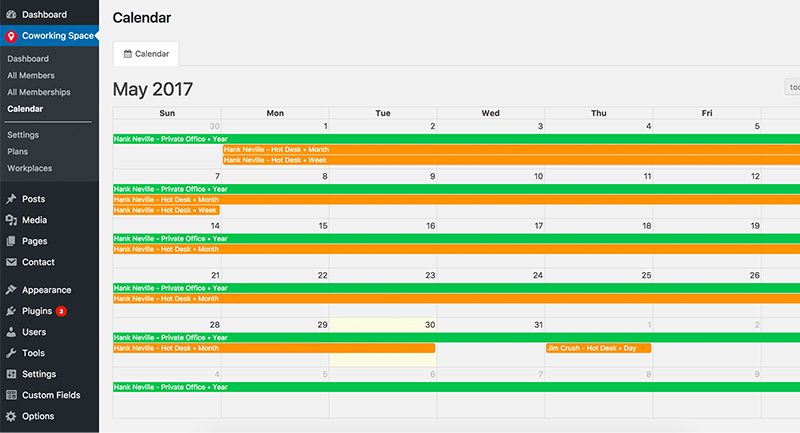 Dashboard
Coworking Space
Dashboard
All Members
All Memberships
Calendar
Settings
Plans
Workplaces
Posts
Media
Pages
Contact
Appearance
Plugins 3
Users
Tools
Settings
Custom Fields
Options
Calendar
Calendar
May 2017
Sun Mon Tue Wed Thu Fri
30 1 2 3 4 5
Hank Neville - Private Office • Year
Hank Neville - Hot Desk • Month
Hank Neville - Hot Desk • Week
7 8 9 10 11 12
Hank Neville - Private Office • Year
Hank Neville - Hot Desk • Month
Hank Neville - Hot Desk • Week
14 15 16 17 18 19
Hank Neville - Private Office • Year
Hank Neville - Hot Desk • Month
21 22 23 24 25 26
Hank Neville - Private Office • Year
Hank Neville - Hot Desk • Month
28 29 30 31 1 2
Hank Neville - Private Office • Year
Hank Neville - Hot Desk • Month Jim Crush - Hot Desk • Day
4 5 6 7 8 9
Hank Neville - Private Office • Year